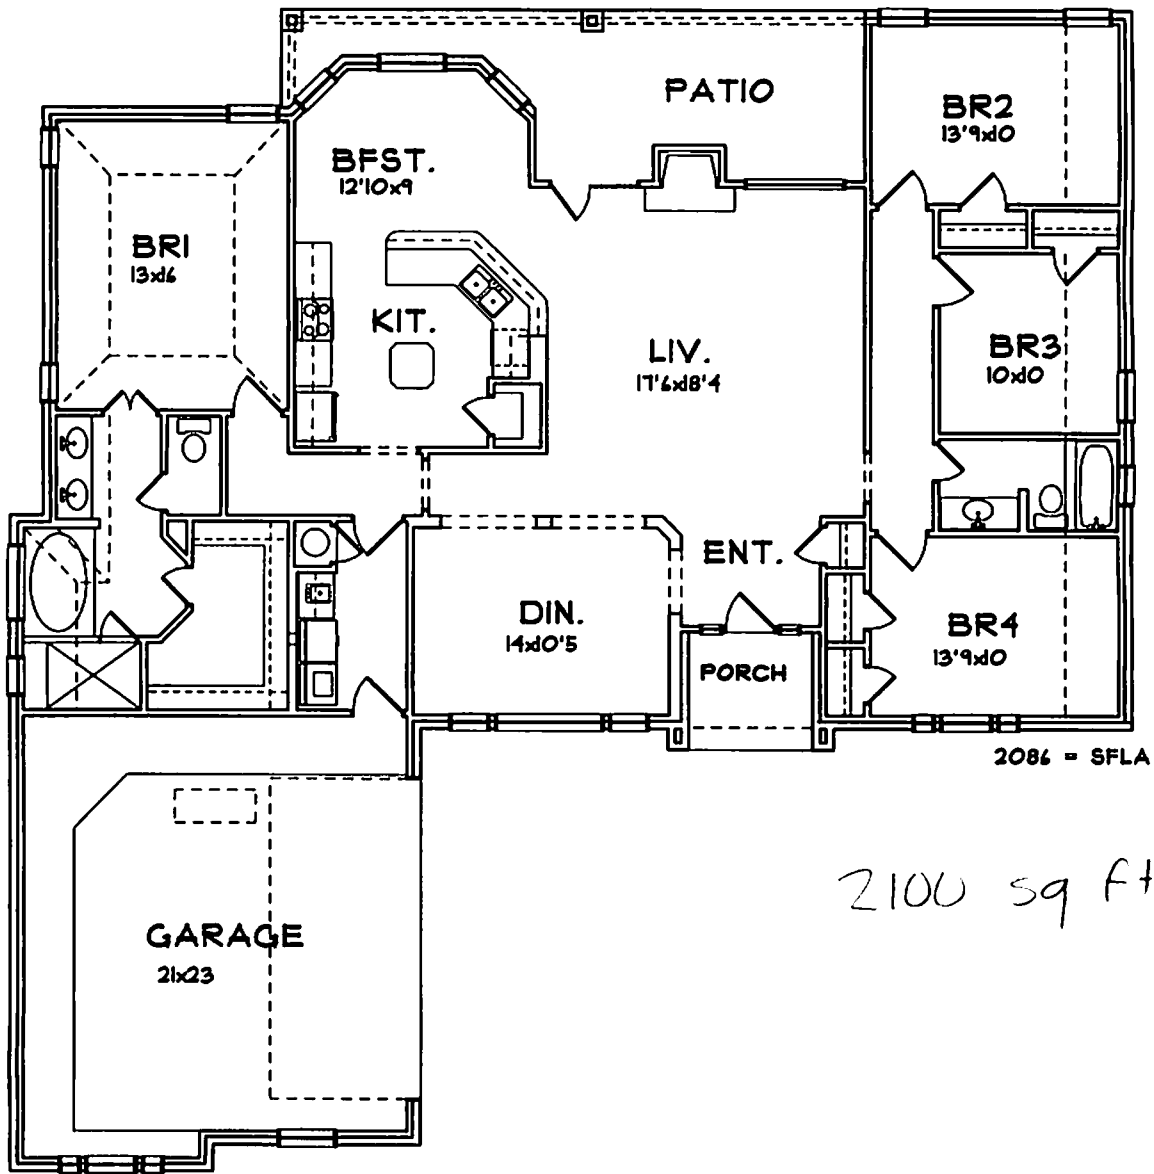 PATIO
BR2
13'9x10
BFST.
12'10x9
BR1
13x16
KIT.
LIV.
17'6x18'4
BR3
10x10
ENT.
DIN.
14x10'5
BR4
13'9x10
PORCH
2086 = SFLA
2100 sq ft
GARAGE
21x23